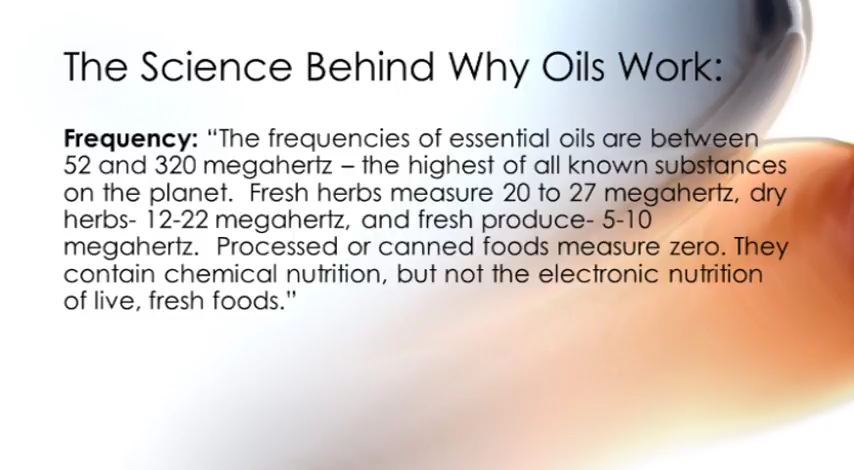 The Science Behind Why Oils Work:
Frequency: “The frequencies of essential oils are between
52 and 320 megahertz – the highest of all known substances
on the planet.  Fresh herbs measure 20 to 27 megahertz, dry
herbs- 12-22 megahertz, and fresh produce- 5-10
megahertz.  Processed or canned foods measure zero. They
contain chemical nutrition, but not the electronic nutrition
of live, fresh foods.”